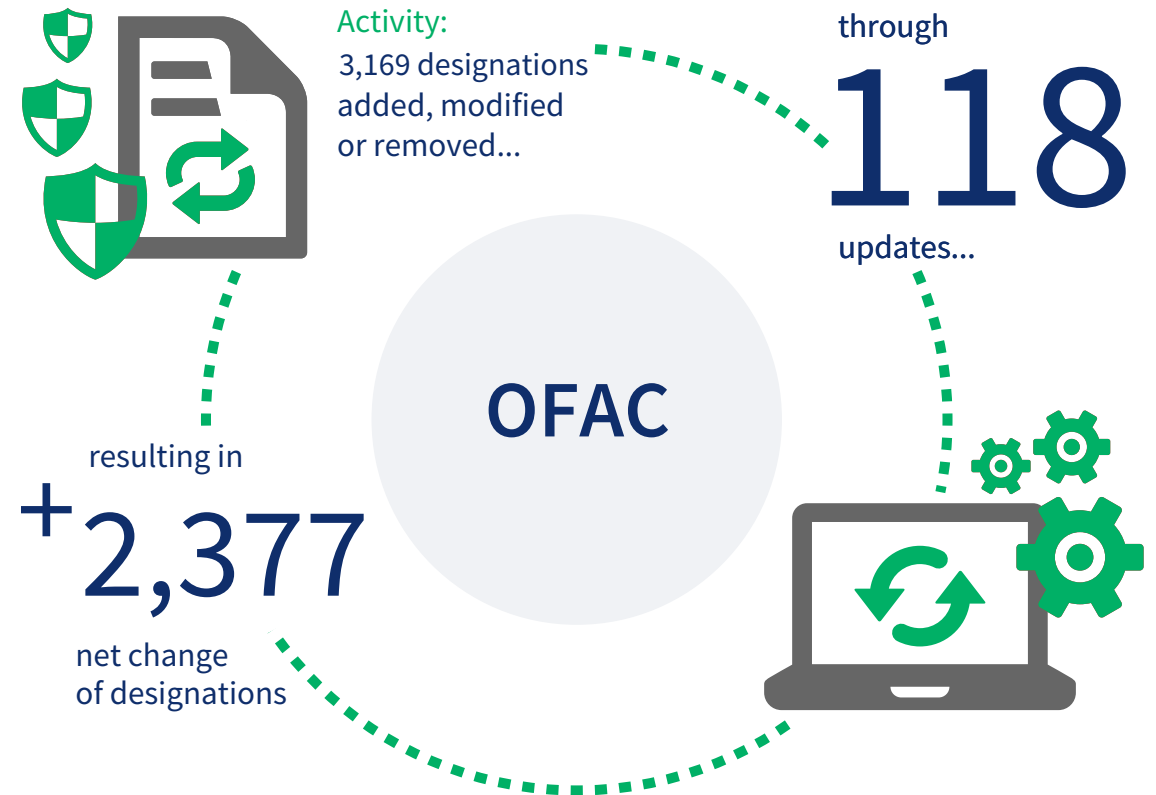 Activity:
3,169 designations
added, modified
or removed...
through
118
updates...
OFAC
resulting in
+2,377
net change
of designations